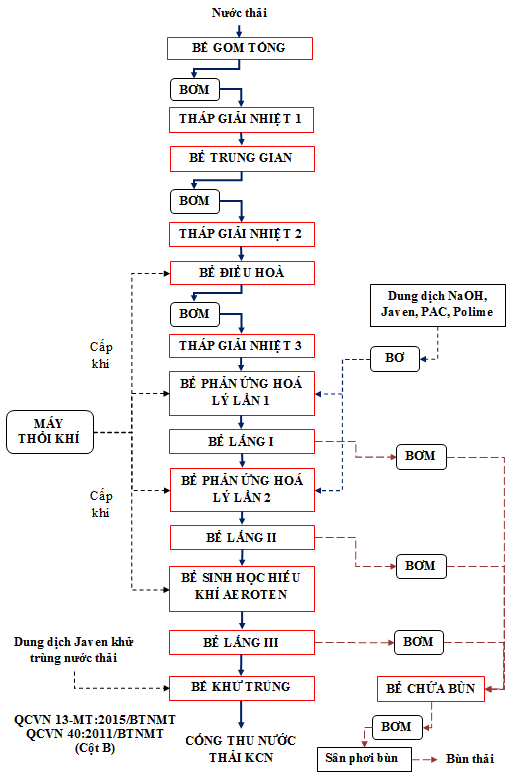 Nước thải
BỂ GOM TỔNG
BƠM
THÁP GIẢI NHIỆT 1
BỂ TRUNG GIAN
BƠM
THÁP GIẢI NHIỆT 2
BỂ ĐIỀU HOÀ
Dung dịch NaOH,
Javen, PAC, Polime
BƠM
THÁP GIẢI NHIỆT 3
Cấp
khí
BƠ
BỂ PHẢN ỨNG HOÁ
LÝ LẦN 1
MÁY
THỔI KHÍ
BỂ LẮNG I
BƠM
BỂ PHẢN ỨNG HOÁ
LÝ LẦN 2
Cấp
khí
BỂ LẮNG II
BƠM
BỂ SINH HỌC HIẾU
KHÍ AEROTEN
Dung dịch Javen khử
trùng nước thải
BỂ LẮNG III
BƠM
BỂ KHỬ TRÙNG
BỂ CHỨA BÙN
QCVN 13-MT:2015/BTNMT
QCVN 40:2011/BTNMT
(Cột B)
BƠM
CỐNG THU NƯỚC
THẢI KCN
Sân phơi bùn
Bùn thải